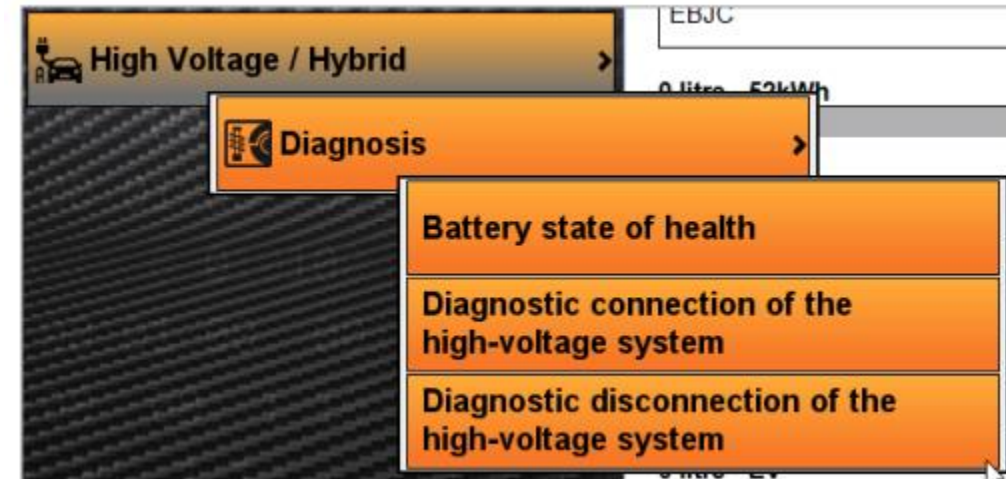 EBJC
High Voltage / Hybrid
52kWh
Diagnosis
Battery state of health
Diagnostic connection of the
high-voltage system
Diagnostic disconnection of the
high-voltage system